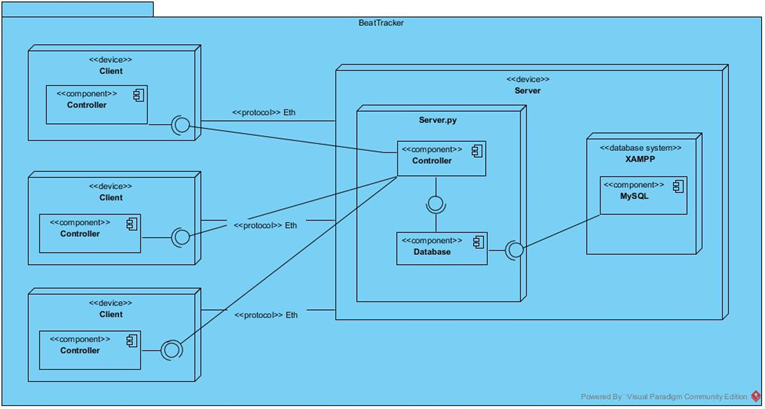 BeatTracker
<<device>>
Client
<<component>>
Controller
<<protocol>> Eth
<<device>>
Client
<<component>>
Controller
<<protocol>> Eth
<<device>>
Client
<<component>>
Controller
<<protocol>> Eth
<<device>>
Server
Server.py
<<component>>
Controller
<<component>>
Database
<<database system>>
XAMPP
<<component>>
MySQL
Powered By Visual Paradigm Community Edition